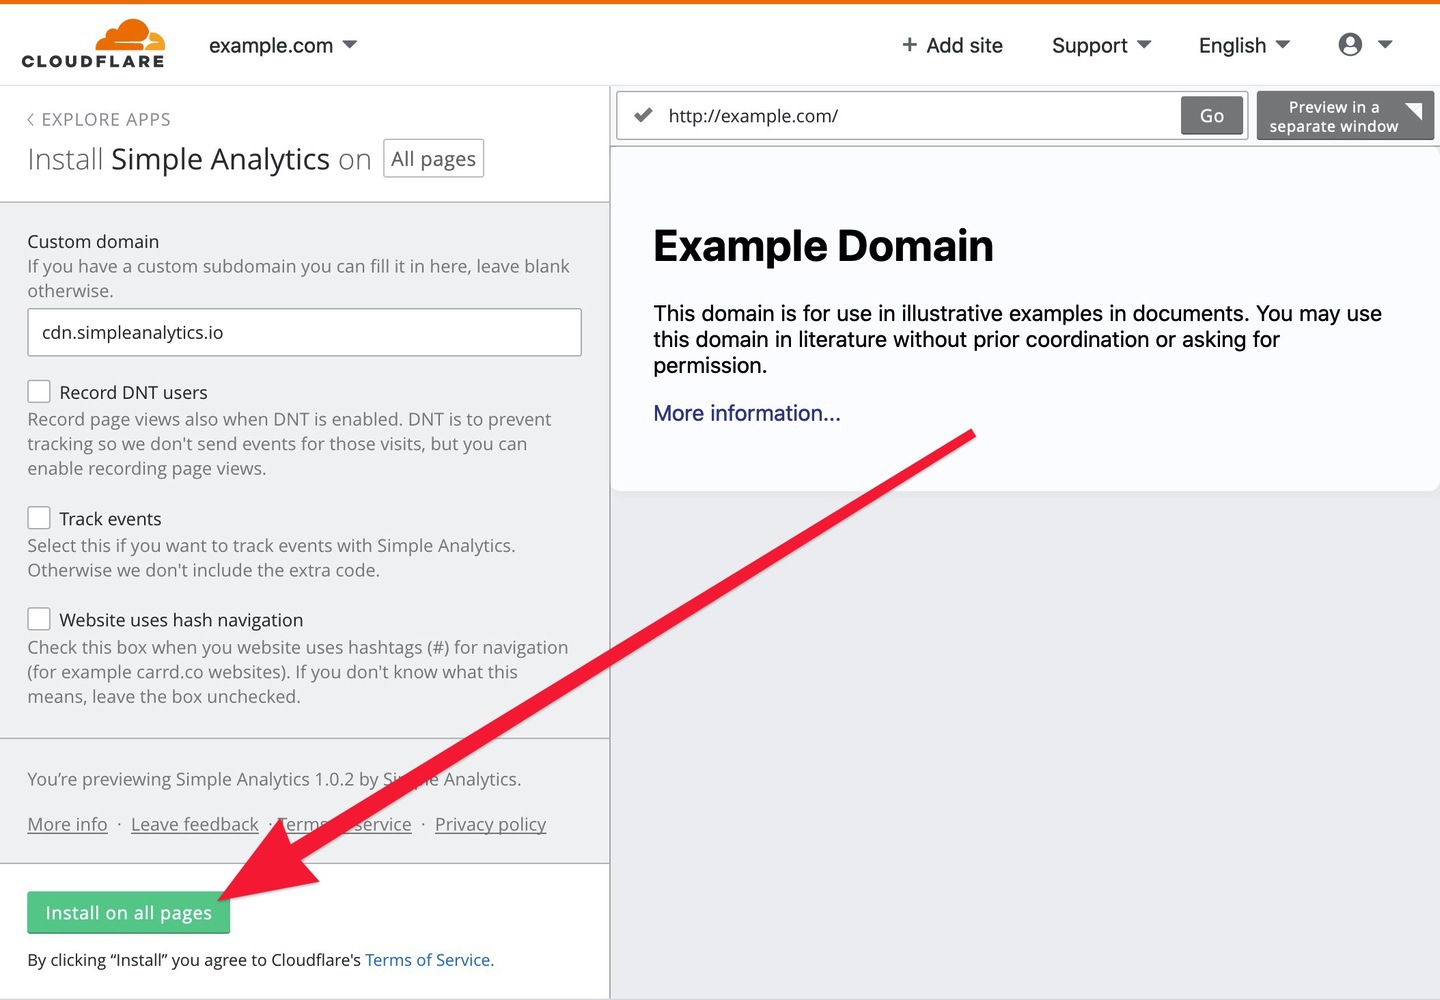 CLOUDFLARE
example.com
+ Add site
Support
English
< EXPLORE APPS
Install Simple Analytics on All pages
Custom domain
If you have a custom subdomain you can fill it in here, leave blank
otherwise.
cdn.simpleanalytics.io
Record DNT users
Record page views also when DNT is enabled. DNT is to prevent
tracking so we don't send events for those visits, but you can
enable recording page views.
Track events
Select this if you want to track events with Simple Analytics.
Otherwise we don't include the extra code.
Website uses hash navigation
Check this box when you website uses hashtags (#) for navigation
(for example carrd.co websites). If you don't know what this
means, leave the box unchecked.
You’re previewing Simple Analytics 1.0.2 by Simple Analytics.
More info · Leave feedback · Terms of service · Privacy policy
Install on all pages
By clicking “Install” you agree to Cloudflare's Terms of Service.
http://example.com/
Go
Preview in a
separate window
Example Domain
This domain is for use in illustrative examples in documents. You may use
this domain in literature without prior coordination or asking for
permission.
More information...